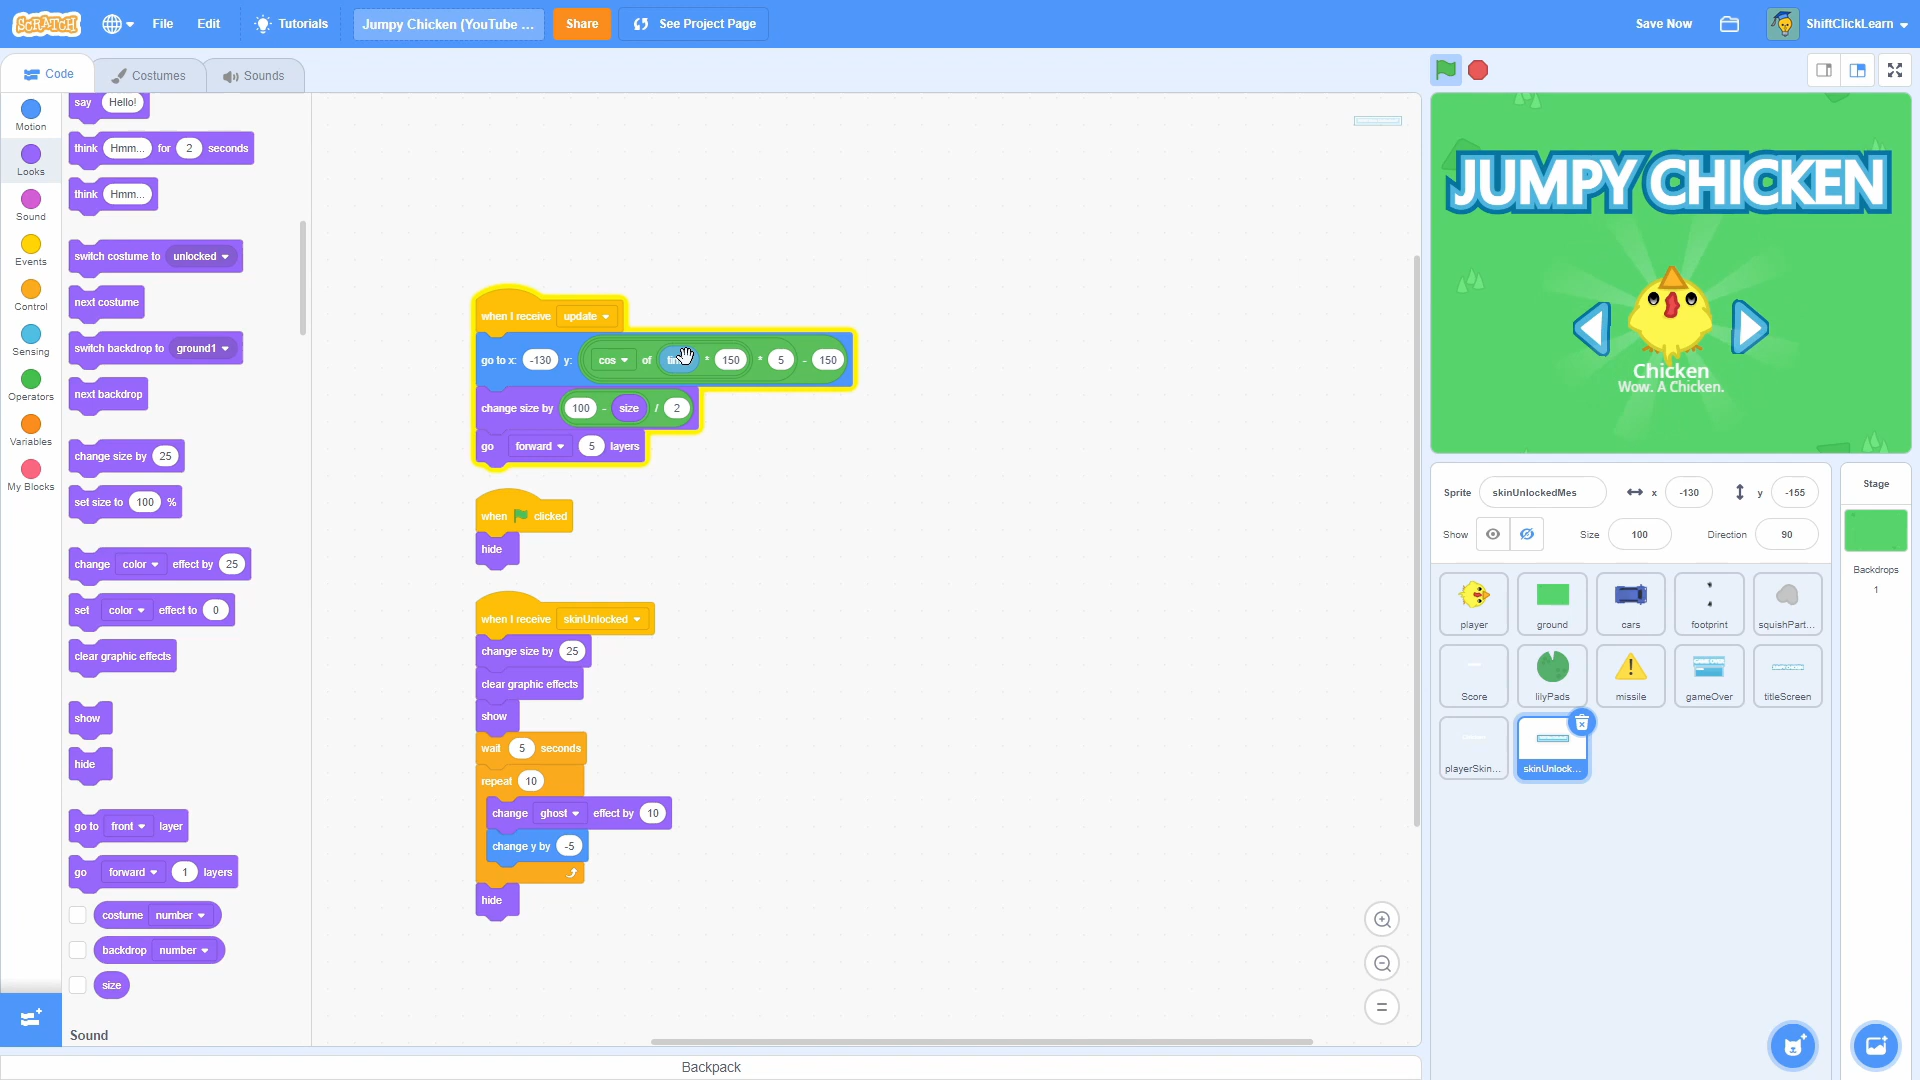 SCRATCH File Edit Tutorials Jumpy Chicken (YouTube ... Share See Project Page Save Now ShiftClickLearn
Code Costumes Sounds
Motion
Looks
Sound
Events
Control
Sensing
Operators
Variables
My Blocks
say Hello!
think Hmm... for 2 seconds
think Hmm...
switch costume to unlocked
next costume
switch backdrop to ground1
next backdrop
change size by 25
set size to 100 %
change color effect by 25
set color effect to 0
clear graphic effects
show
hide
go to front layer
go forward 1 layers
costume number
backdrop number
size
Sound
when I receive update
go to x: -130 y: cos of * 150 * 5 - 150
change size by 100 - size / 2
go forward 5 layers
when clicked
hide
when I receive skinUnlocked
change size by 25
clear graphic effects
show
wait 5 seconds
repeat 10
change ghost effect by 10
change y by -5
hide
Backpack
JUMPY CHICKEN
Chicken
Wow. A Chicken.
Sprite skinUnlockedMes x -130 y -155
Show Size 100 Direction 90
player ground cars footprint squishPart...
Score lilyPads missile gameOver titleScreen
playerSkin... skinUnlock...
Stage
Backdrops
1